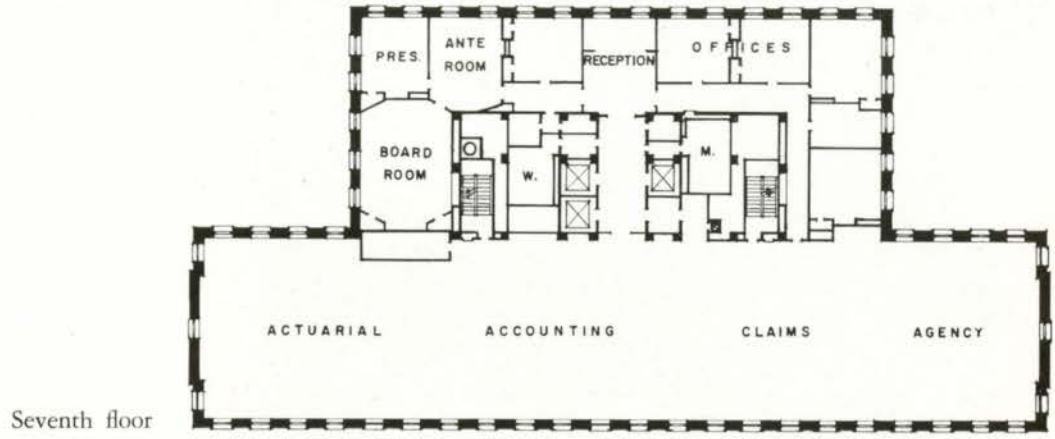 PRES.
ANTE
ROOM
RECEPTION
OFFICES
BOARD
ROOM
W.
M.
ACTUARIAL
ACCOUNTING
CLAIMS
AGENCY
Seventh floor